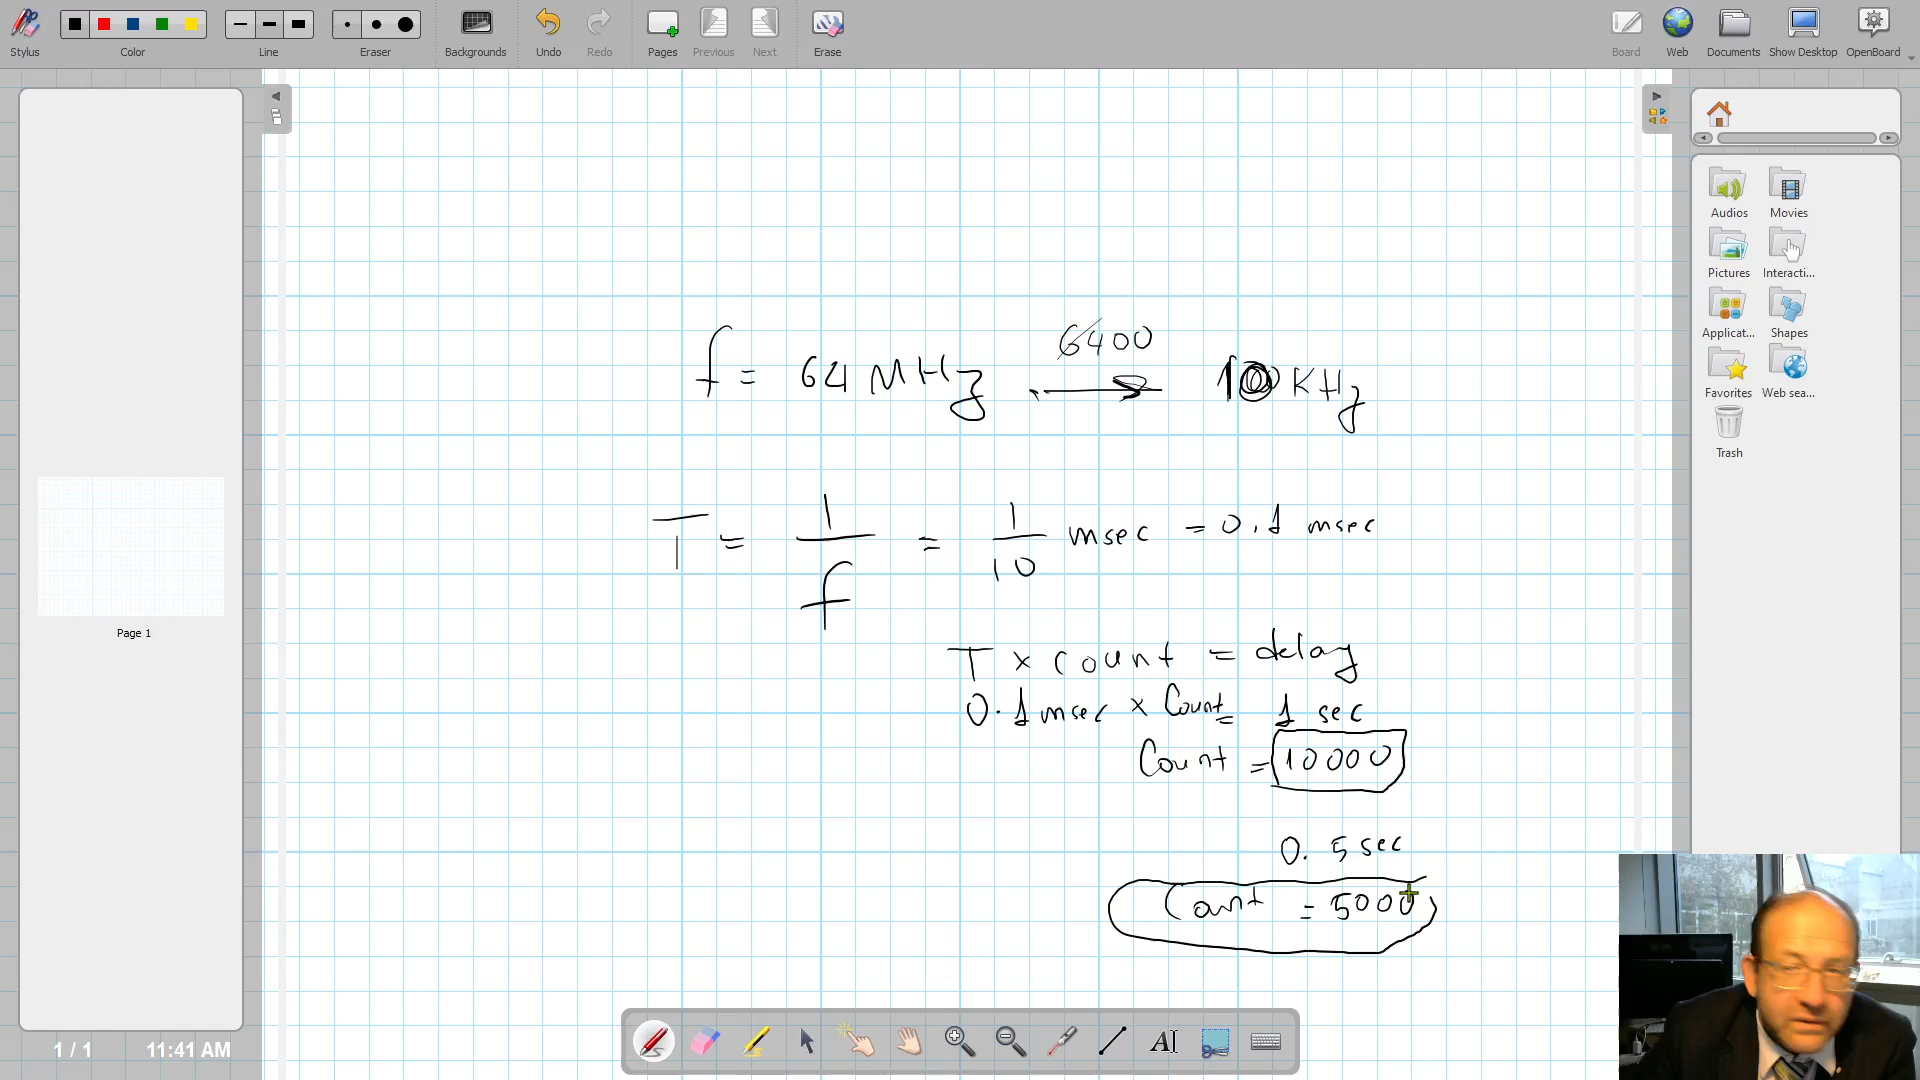 Stylus
Color
Line
Eraser
Backgrounds
Undo
Redo
Pages
Previous
Next
Erase
Board
Web
Documents
Show Desktop
OpenBoard
Audios
Movies
Pictures
Interacti...
Applicat...
Shapes
Favorites
Web sea...
Trash
Page 1
6400
f = 64 MHz → 10 KHz
T = 1/f = 1/10 msec = 0.1 msec
T × count = delay
0.1 msec × Count = 1 sec
Count = 10000
0.5 sec
Count = 5000
1 / 1
11:41 AM
AI